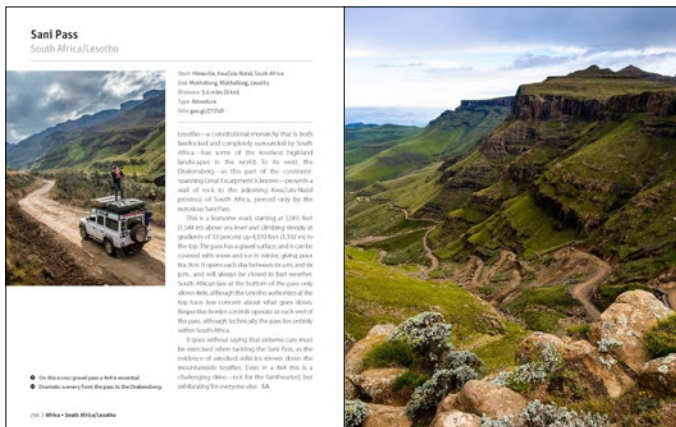 Sani Pass
South Africa/Lesotho
Start Himeville, KwaZulu-Natal, South Africa
End Mokhotlong, Mokhotlong, Lesotho
Distance 5.6 miles (9 km)
Type Adventure
Info
Lesotho—a constitutional monarchy that is both
landlocked and completely surrounded by South
Africa—has some of the loveliest highland
landscapes in the world. To its west, the
Drakensberg—as this part of the continent-
spanning Great Escarpment is known—presents a
wall of rock to the adjoining KwaZulu-Natal
province of South Africa, pierced only by the
notorious Sani Pass.
This is a fearsome road, starting at 5,065 feet
(1,544 m) above sea level and climbing steeply at
gradients of 33 percent up 4,370 feet (1,332 m) to
the top. The pass has a gravel surface, and it can be
covered with snow and ice in winter, giving poor
traction. It opens each day between six a.m. and six
p.m., and will always be closed in bad weather.
South African law at the bottom of the pass only
allows 4x4s, although the Lesotho authorities at the
top have less concern about what goes down.
Respective border controls operate at each end of
the pass, although technically the pass lies entirely
within South Africa.
It goes without saying that extreme care must
be exercised when tackling the Sani Pass, as the
evidence of wrecked vehicles strewn down the
mountainside testifies. Even in a 4x4 this is a
challenging drive—not for the fainthearted, but
exhilarating for everyone else. SA
On this iconic gravel pass a 4x4 is essential.
Dramatic scenery from the pass to the Drakensberg.
Africa • South Africa/Lesotho